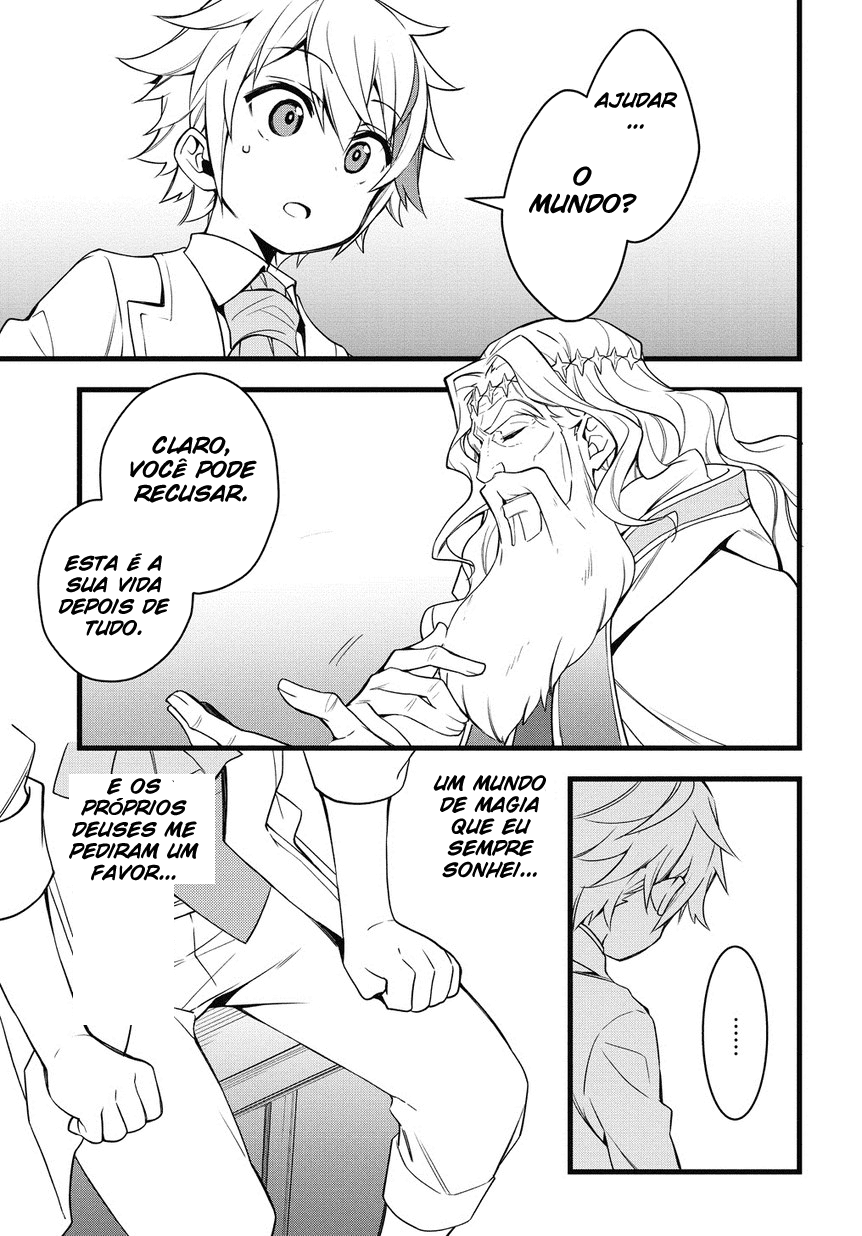 AJUDAR
...
O
MUNDO?
CLARO,
VOCÊ PODE
RECUSAR.
ESTA É A
SUA VIDA
DEPOIS DE
TUDO.
........
UM MUNDO
DE MAGIA
QUE EU
SEMPRE
SONHEI...
E OS
PRÓPRIOS
DEUSES ME
PEDIRAM UM
FAVOR...